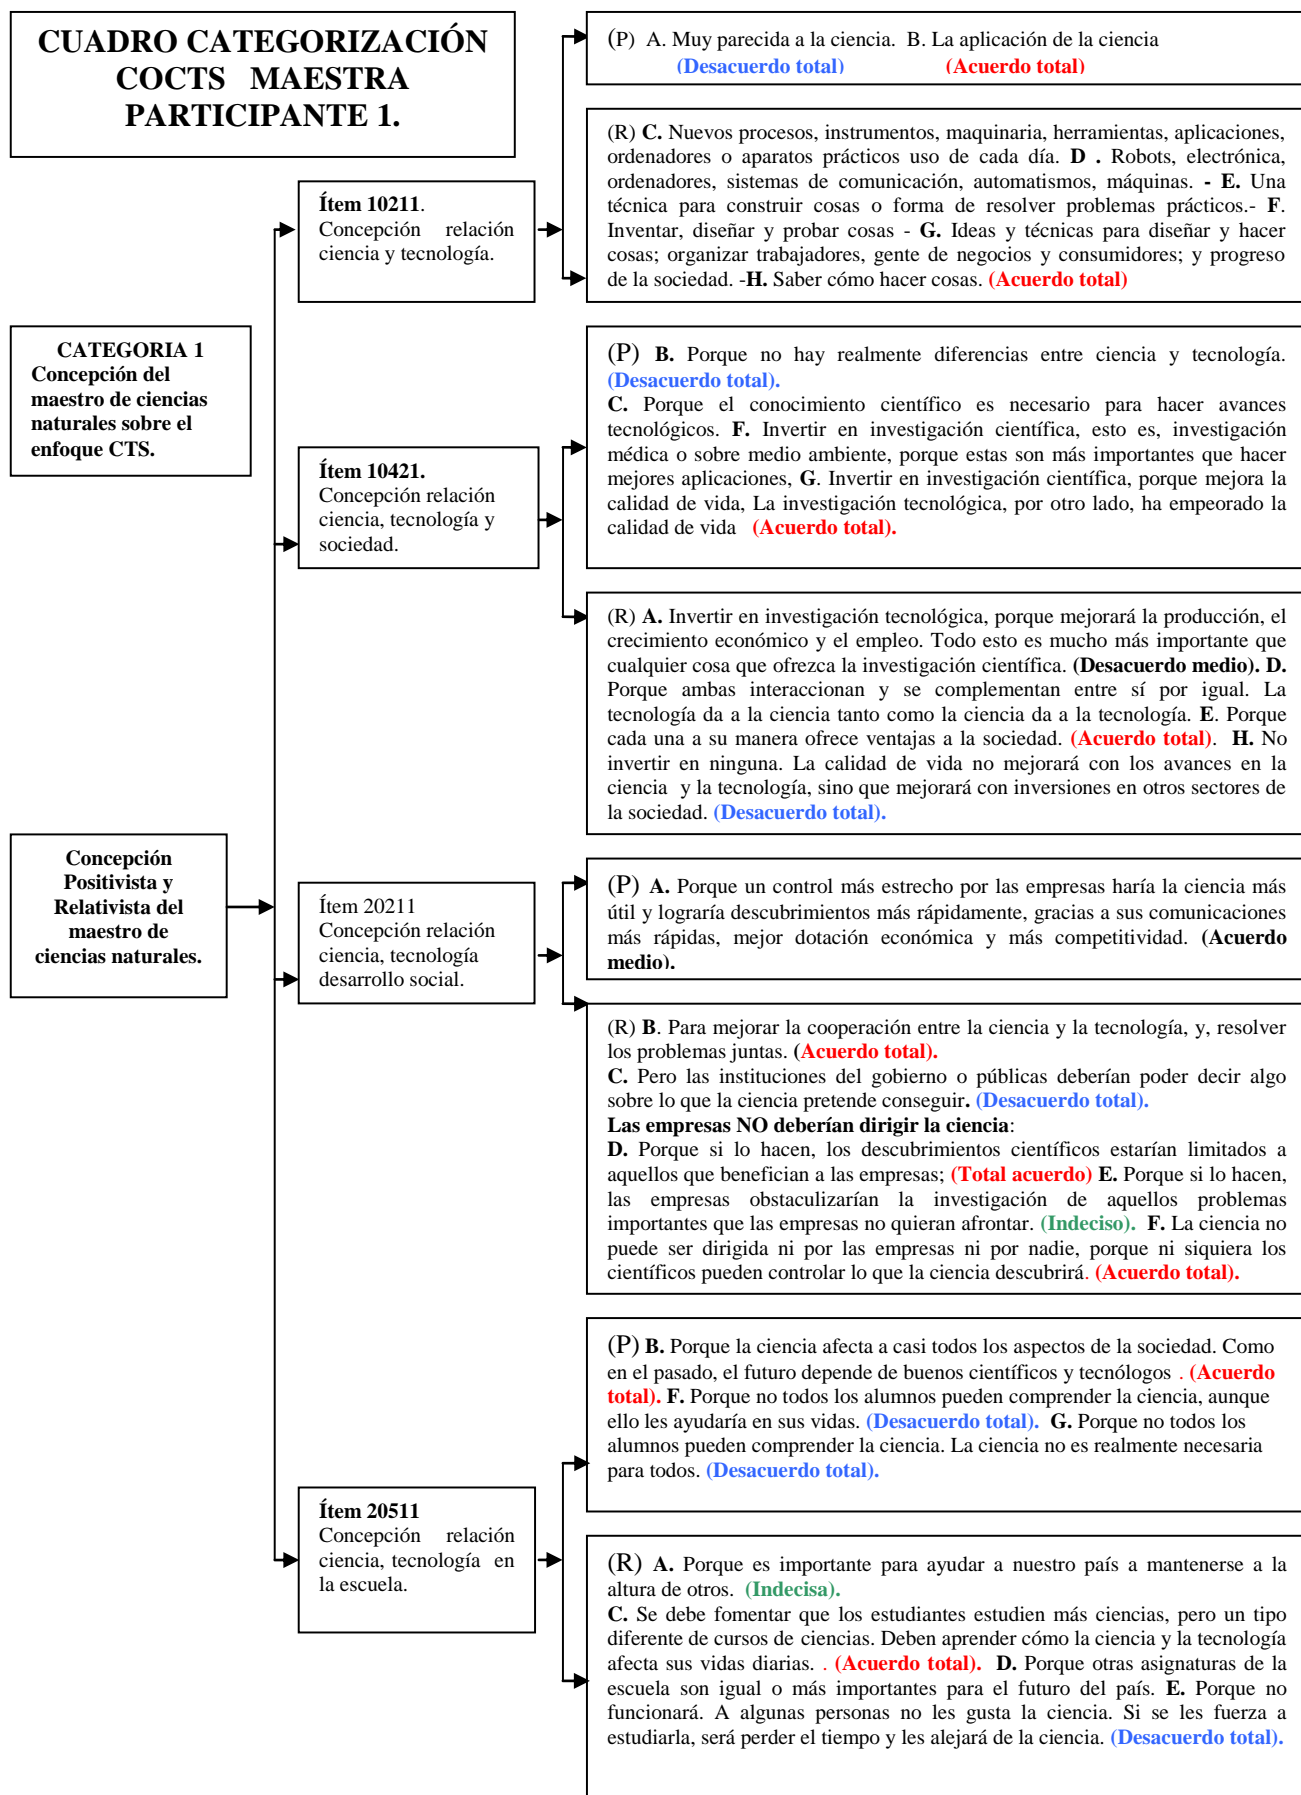 CUADRO CATEGORIZACIÓN
COCTS MAESTRA
PARTICIPANTE 1.
(P) A. Muy parecida a la ciencia. B. La aplicación de la ciencia
(Desacuerdo total) (Acuerdo total)
(R) C. Nuevos procesos, instrumentos, maquinaria, herramientas, aplicaciones,
ordenadores o aparatos prácticos uso de cada día. D . Robots, electrónica,
ordenadores, sistemas de comunicación, automatismos, máquinas. - E. Una
técnica para construir cosas o forma de resolver problemas prácticos.- F.
Inventar, diseñar y probar cosas - G. Ideas y técnicas para diseñar y hacer
cosas; organizar trabajadores, gente de negocios y consumidores; y progreso
de la sociedad. -H. Saber cómo hacer cosas. (Acuerdo total)
Ítem 10211.
Concepción relación
ciencia y tecnología.
CATEGORIA 1
Concepción del
maestro de ciencias
naturales sobre el
enfoque CTS.
(P) B. Porque no hay realmente diferencias entre ciencia y tecnología.
(Desacuerdo total).
C. Porque el conocimiento científico es necesario para hacer avances
tecnológicos. F. Invertir en investigación científica, esto es, investigación
médica o sobre medio ambiente, porque estas son más importantes que hacer
mejores aplicaciones, G. Invertir en investigación científica, porque mejora la
calidad de vida, La investigación tecnológica, por otro lado, ha empeorado la
calidad de vida (Acuerdo total).
Ítem 10421.
Concepción relación
ciencia, tecnología y
sociedad.
(R) A. Invertir en investigación tecnológica, porque mejorará la producción, el
crecimiento económico y el empleo. Todo esto es mucho más importante que
cualquier cosa que ofrezca la investigación científica. (Desacuerdo medio). D.
Porque ambas interaccionan y se complementan entre sí por igual. La
tecnología da a la ciencia tanto como la ciencia da a la tecnología. E. Porque
cada una a su manera ofrece ventajas a la sociedad. (Acuerdo total). H. No
invertir en ninguna. La calidad de vida no mejorará con los avances en la
ciencia y la tecnología, sino que mejorará con inversiones en otros sectores de
la sociedad. (Desacuerdo total).
Concepción
Positivista y
Relativista del
maestro de
ciencias naturales.
Ítem 20211
Concepción relación
ciencia, tecnología
desarrollo social.
(P) A. Porque un control más estrecho por las empresas haría la ciencia más
útil y lograría descubrimientos más rápidamente, gracias a sus comunicaciones
más rápidas, mejor dotación económica y más competitividad. (Acuerdo
medio).
(R) B. Para mejorar la cooperación entre la ciencia y la tecnología, y, resolver
los problemas juntas. (Acuerdo total).
C. Pero las instituciones del gobierno o públicas deberían poder decir algo
sobre lo que la ciencia pretende conseguir. (Desacuerdo total).
Las empresas NO deberían dirigir la ciencia:
D. Porque si lo hacen, los descubrimientos científicos estarían limitados a
aquellos que benefician a las empresas; (Total acuerdo) E. Porque si lo hacen,
las empresas obstaculizarían la investigación de aquellos problemas
importantes que las empresas no quieran afrontar. (Indeciso). F. La ciencia no
puede ser dirigida ni por las empresas ni por nadie, porque ni siquiera los
científicos pueden controlar lo que la ciencia descubrirá. (Acuerdo total).
(P) B. Porque la ciencia afecta a casi todos los aspectos de la sociedad. Como
en el pasado, el futuro depende de buenos científicos y tecnólogos . (Acuerdo
total). F. Porque no todos los alumnos pueden comprender la ciencia, aunque
ello les ayudaría en sus vidas. (Desacuerdo total). G. Porque no todos los
alumnos pueden comprender la ciencia. La ciencia no es realmente necesaria
para todos. (Desacuerdo total).
Ítem 20511
Concepción relación
ciencia, tecnología en
la escuela.
(R) A. Porque es importante para ayudar a nuestro país a mantenerse a la
altura de otros. (Indecisa).
C. Se debe fomentar que los estudiantes estudien más ciencias, pero un tipo
diferente de cursos de ciencias. Deben aprender cómo la ciencia y la tecnología
afecta sus vidas diarias. . (Acuerdo total). D. Porque otras asignaturas de la
escuela son igual o más importantes para el futuro del país. E. Porque no
funcionará. A algunas personas no les gusta la ciencia. Si se les fuerza a
estudiarla, será perder el tiempo y les alejará de la ciencia. (Desacuerdo total).